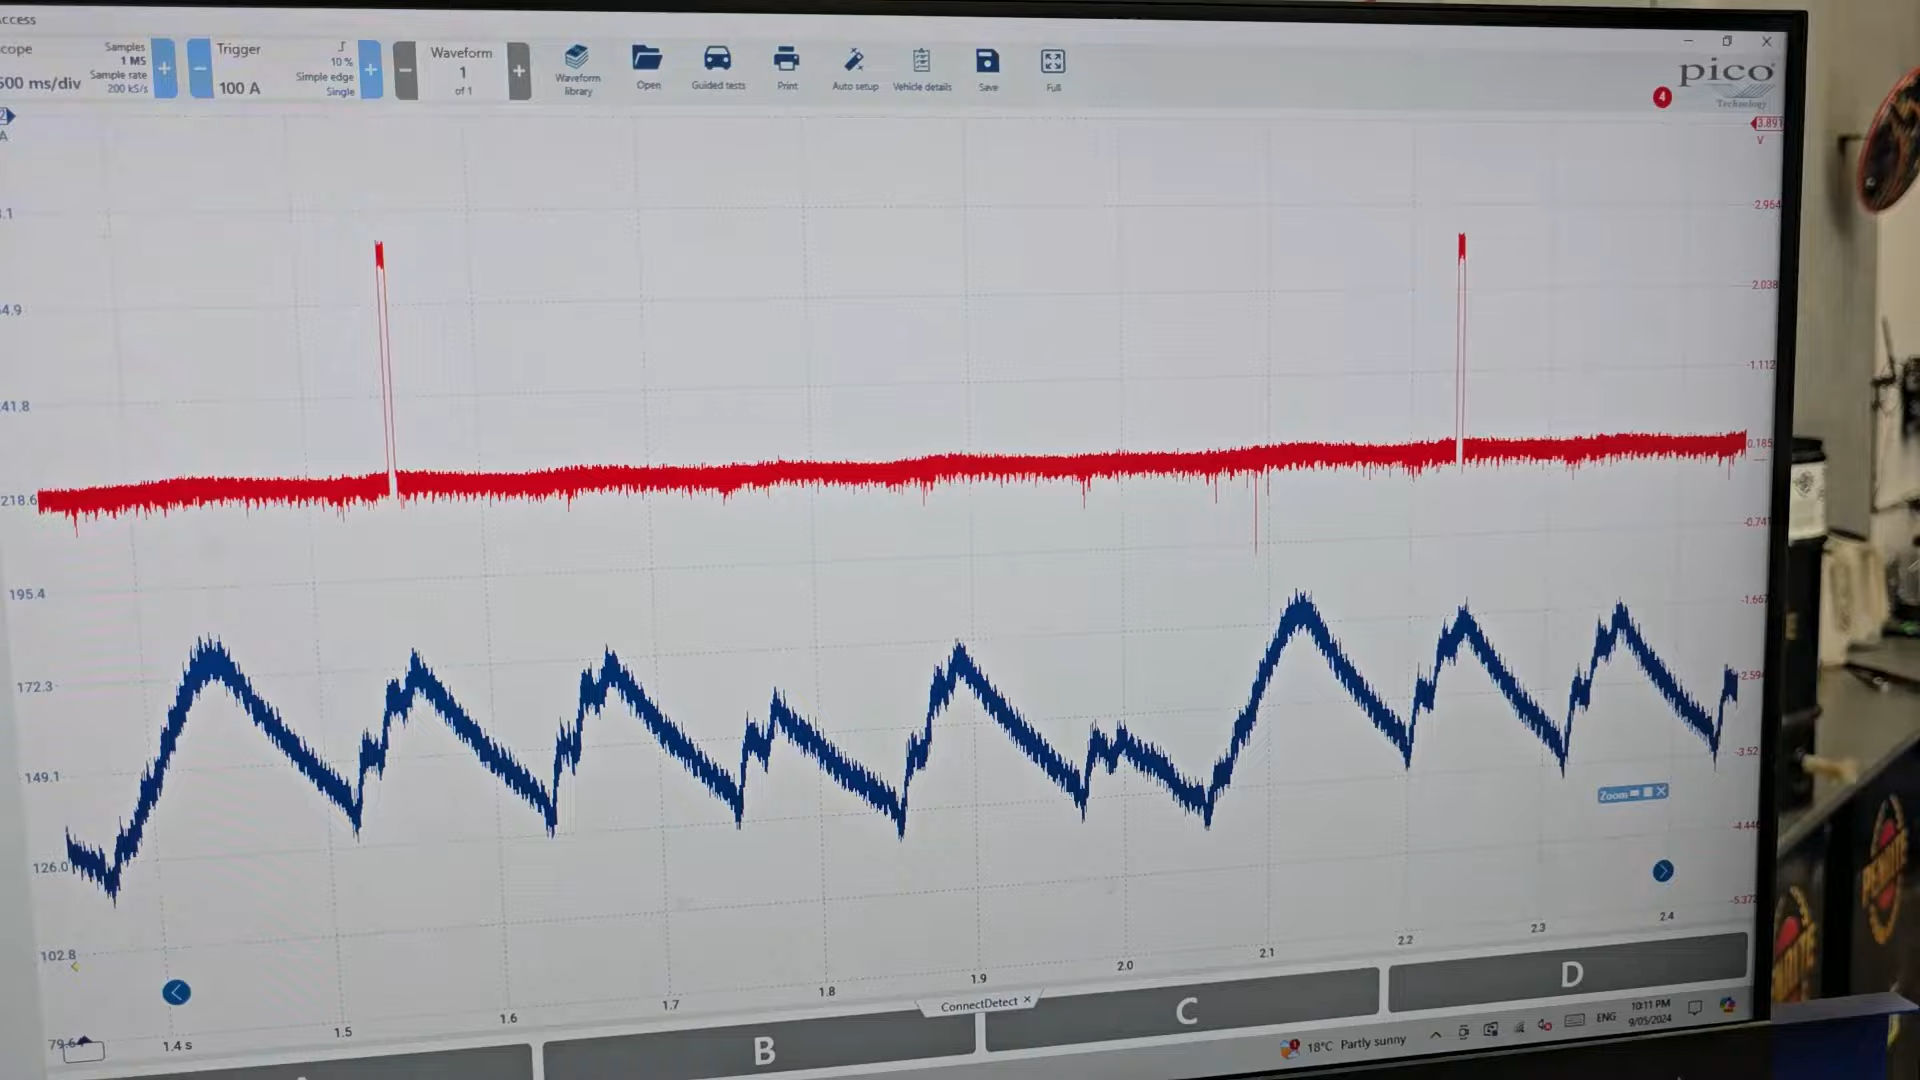 ccess
cope
500 ms/div
Samples
1 MS
Sample rate
200 kS/s
Trigger
100 A
10 %
Simple edge
Single
Waveform
1
of 1
Waveform
library
Open
Guided tests
Print
Auto setup
Vehicle details
Save
Full
pico
Technology
4
A
3.891
V
2.964
2.038
1.112
0.185
-0.741
-1.667
-2.594
-3.52
-4.446
-5.372
41.8
218.6
195.4
172.3
149.1
126.0
102.8
1.4 s
1.5
1.6
1.7
1.8
1.9
2.0
2.1
2.2
2.3
2.4
Zoom
ConnectDetect
B
C
D
18°C Partly sunny
ENG
10:11 PM
9/05/2024
PENRITE